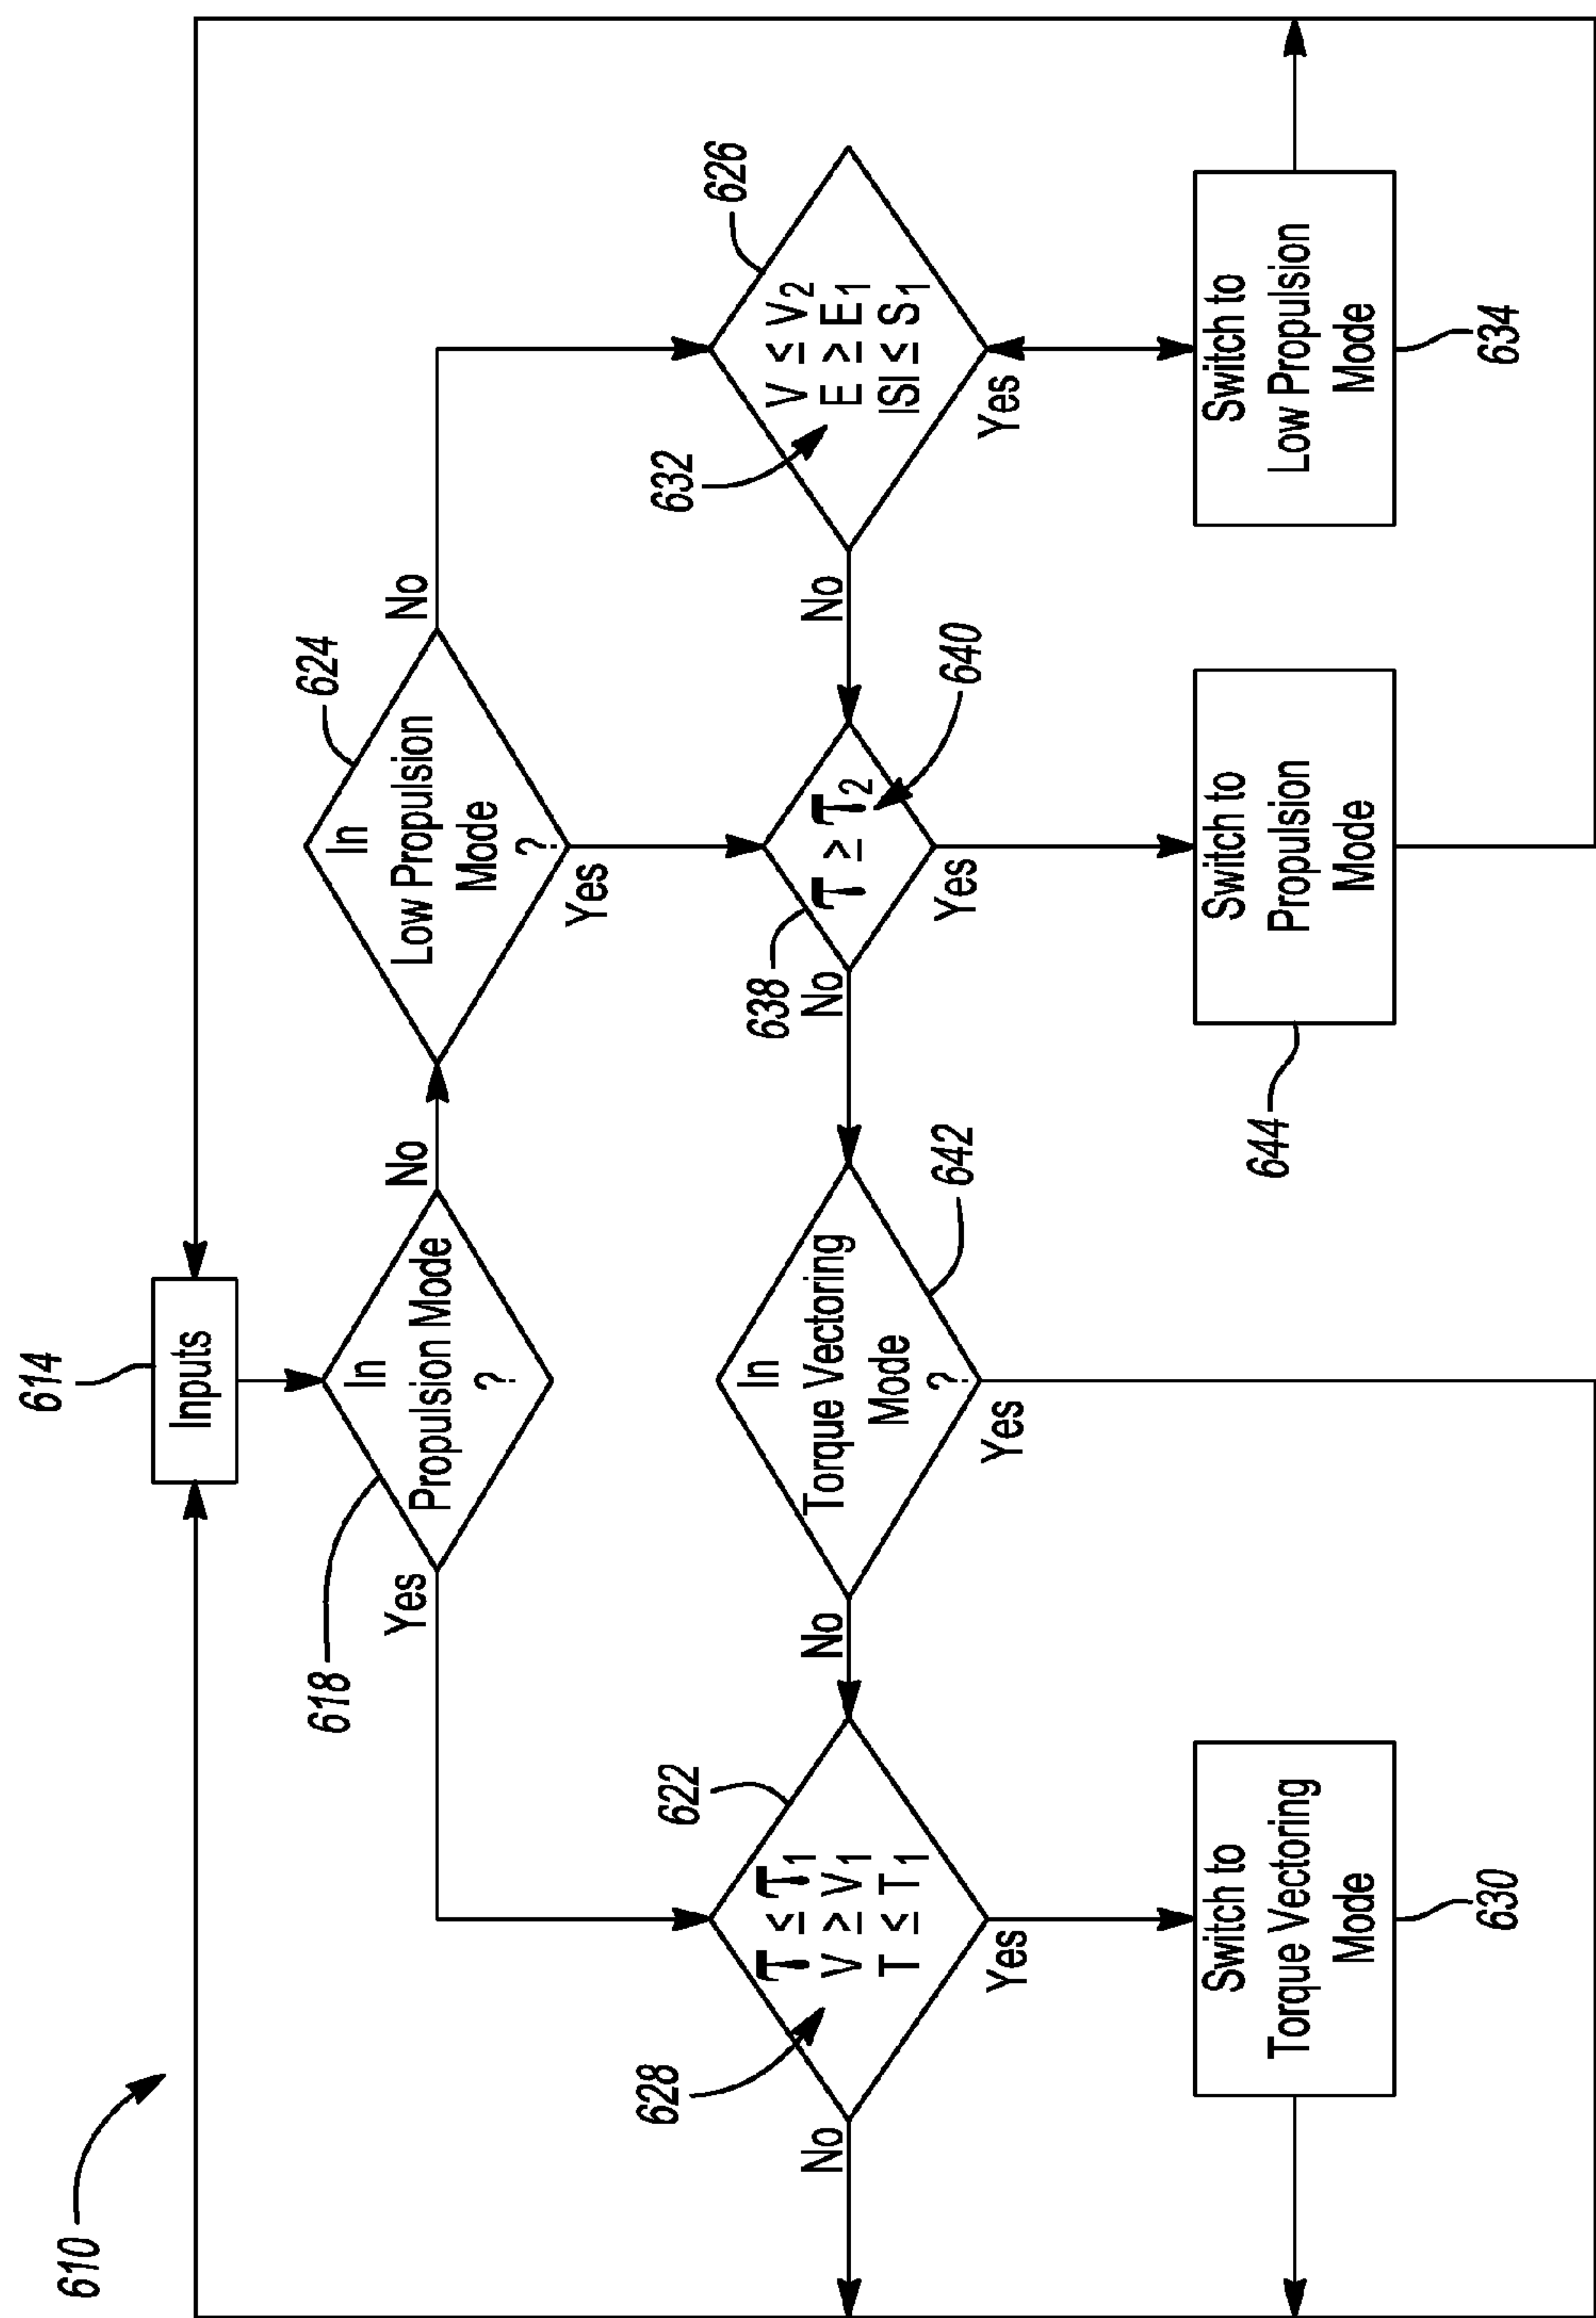 610
614
Inputs
618
In
Propulsion Mode
?
Yes
No
624
In
Low Propulsion
Mode
?
No
Yes
628
622
τ ≤ τ1
V ≥ V1
T ≤ T1
No
Yes
642
In
Torque Vectoring
Mode
?
No
Yes
638
640
τ ≥ τ2
No
Yes
632
626
V ≤ V2
E ≥ E1
ISI ≤ S1
No
Yes
Switch to
Torque Vectoring
Mode
630
Switch to
Propulsion
Mode
644
Switch to
Low Propulsion
Mode
634